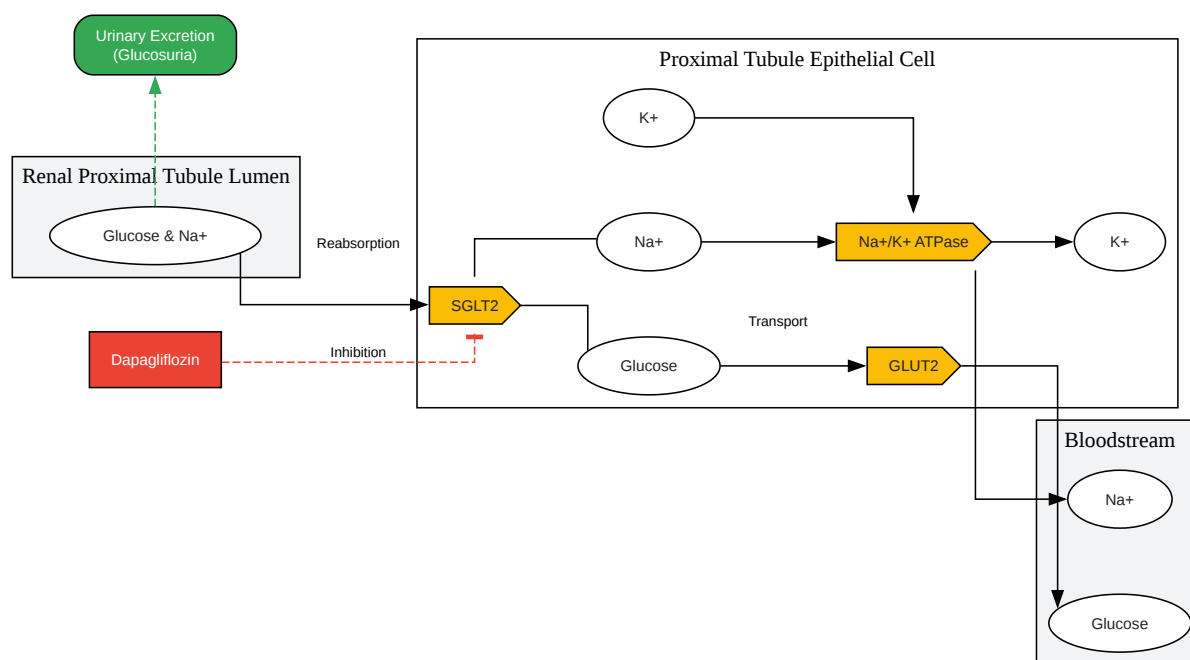 Urinary Excretion
(Glucosuria)
Proximal Tubule Epithelial Cell
K+
Renal Proximal Tubule Lumen
Glucose & Na+
Reabsorption
Na+
Na+/K+ ATPase
K+
SGLT2
Transport
Dapagliflozin
Inhibition
Glucose
GLUT2
Bloodstream
Na+
Glucose